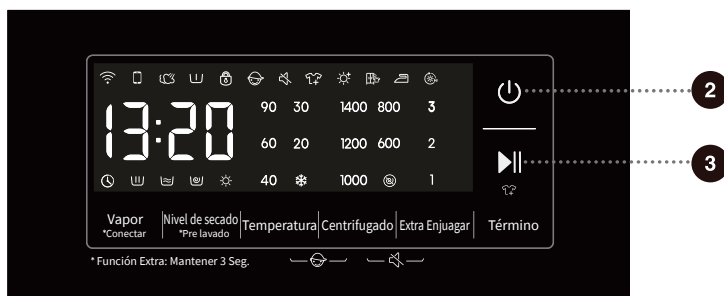 90 30 1400 800 3
2
13:20
60 20 1200 600 2
3
40 1000 1
Vapor Nivel de secado Temperatura Centrifugado Extra Enjuagar Término
*Conectar *Pre lavado
* Función Extra: Mantener 3 Seg.